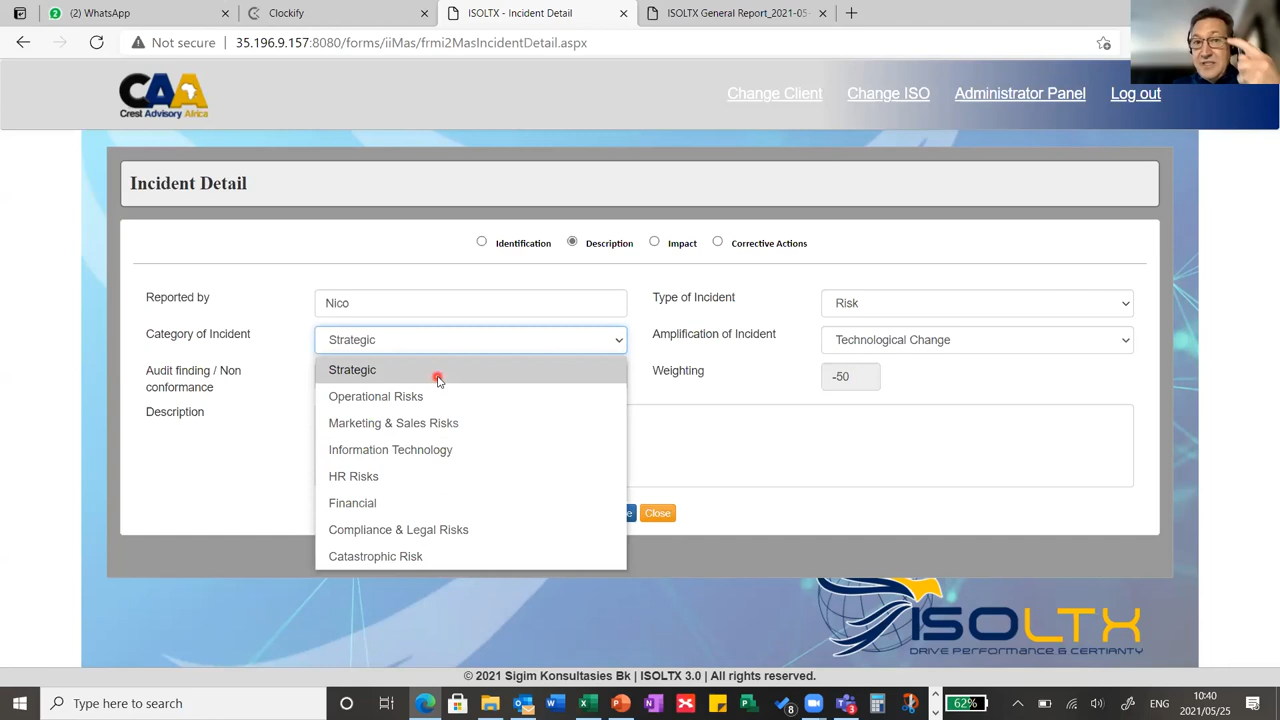 (2) WhatsApp
Clockify
ISOLTX - Incident Detail
ISOLTX General Report_2021-05-
Not secure
35.196.9.157:8080/forms/iiMas/frmi2MasIncidentDetail.aspx
CAA
Crest Advisory Africa
Change Client
Change ISO
Administrator Panel
Log out
Incident Detail
Identification
Description
Impact
Corrective Actions
Reported by
Nico
Type of Incident
Risk
Category of Incident
Strategic
Amplification of Incident
Technological Change
Audit finding / Non
conformance
Weighting
-50
Description
Strategic
Operational Risks
Marketing & Sales Risks
Information Technology
HR Risks
Financial
Compliance & Legal Risks
Catastrophic Risk
e
Close
ISOLTX
DRIVE PERFORMANCE & CERTIANTY
© 2021 Sigim Konsultasies Bk | ISOLTX 3.0 | All rights reserved.
Type here to search
8
62%
ENG
10:40
2021/05/25